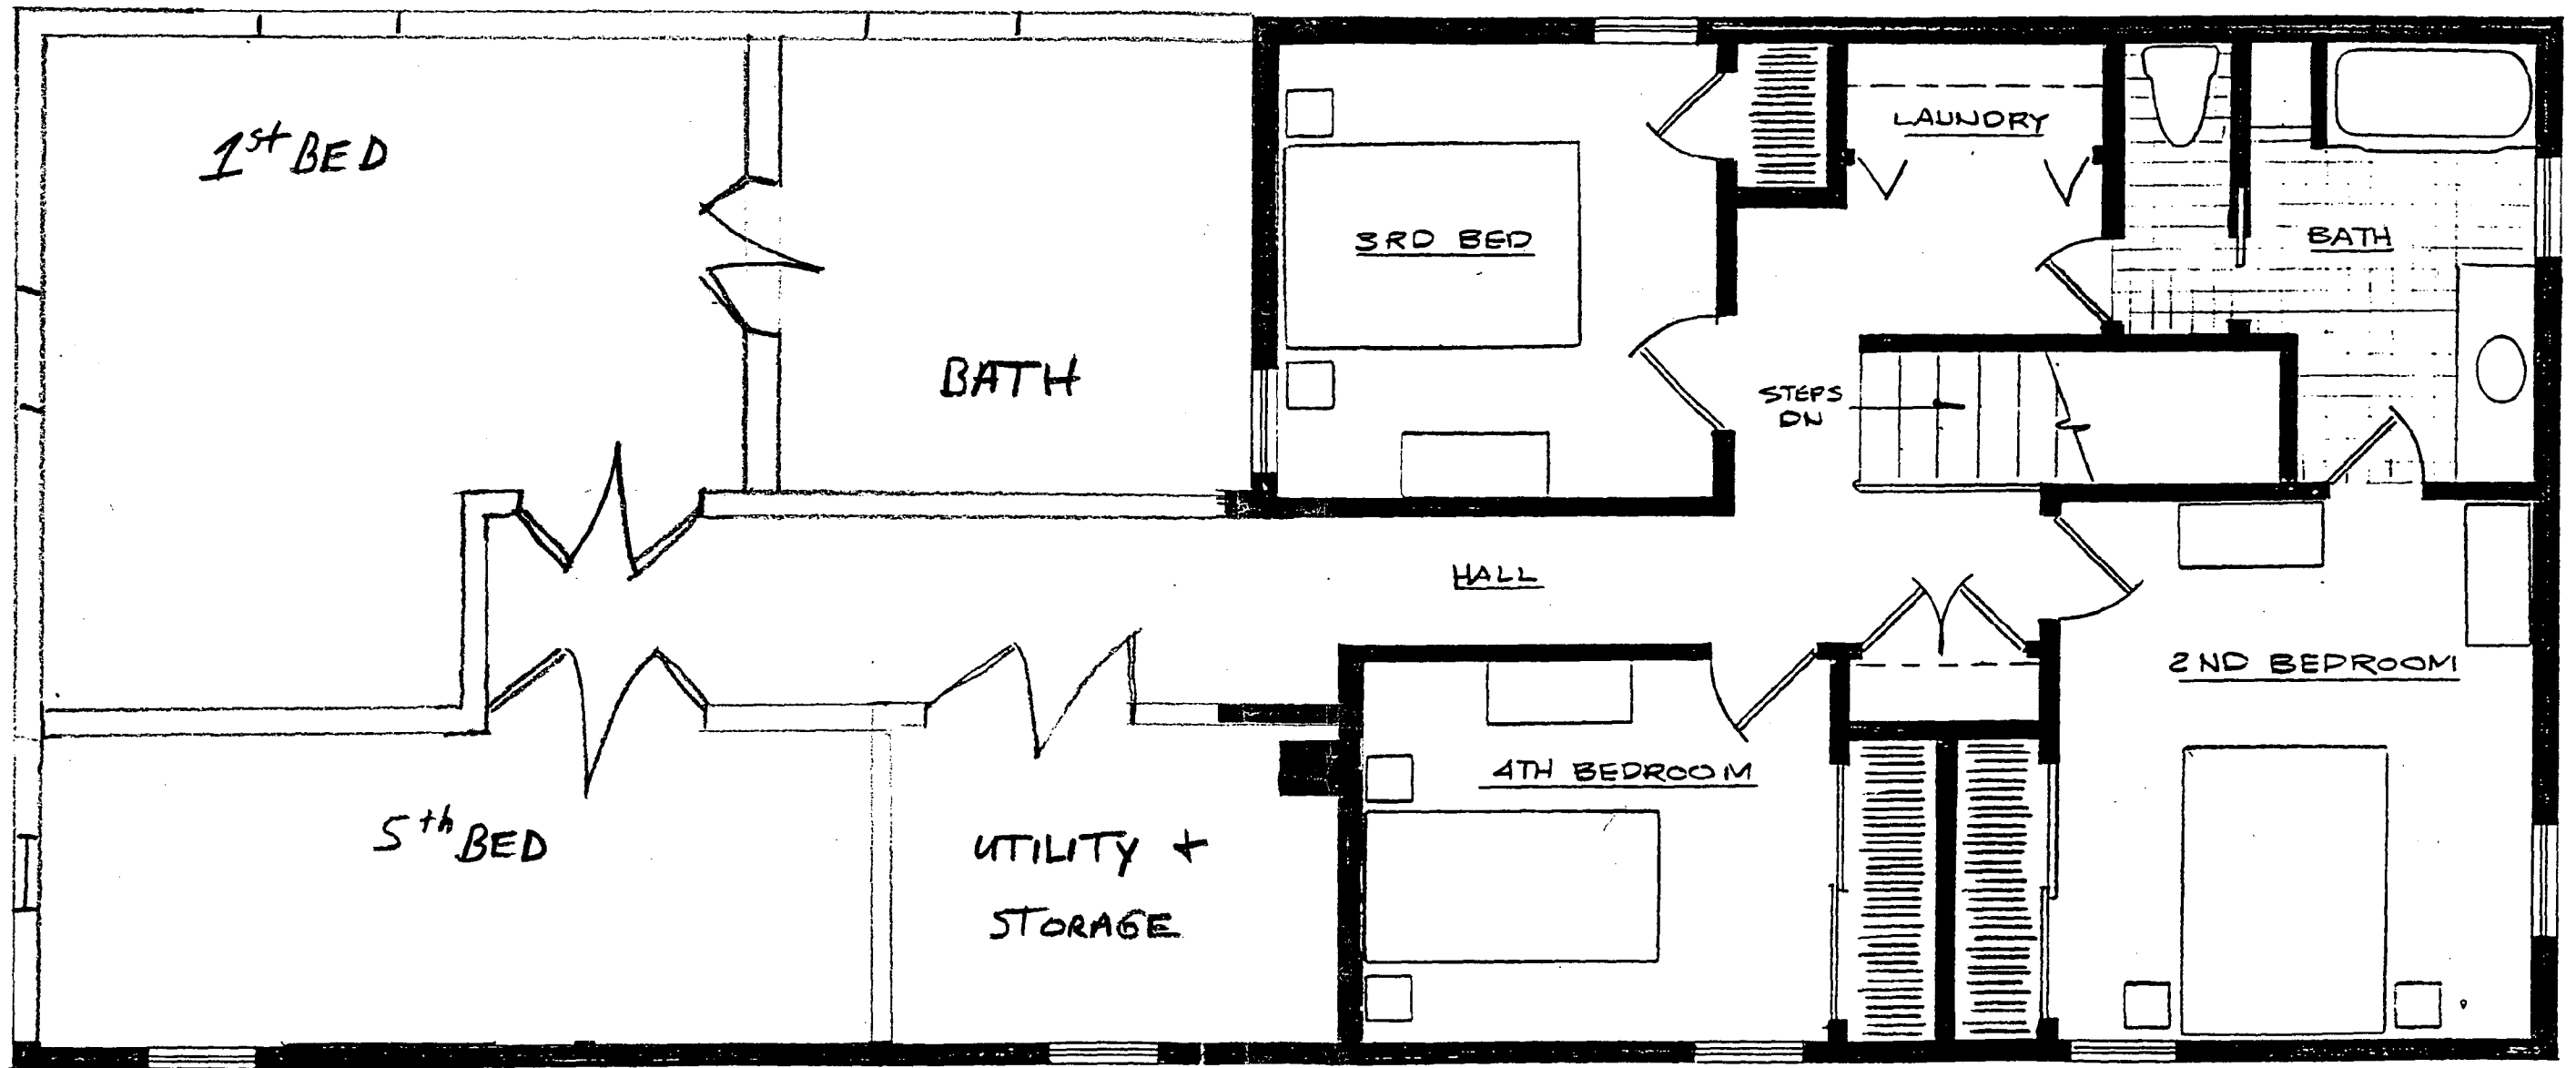 1st BED
BATH
3RD BED
LAUNDRY
BATH
STEPS
DN
HALL
2ND BEDROOM
4TH BEDROOM
5th BED
UTILITY +
STORAGE